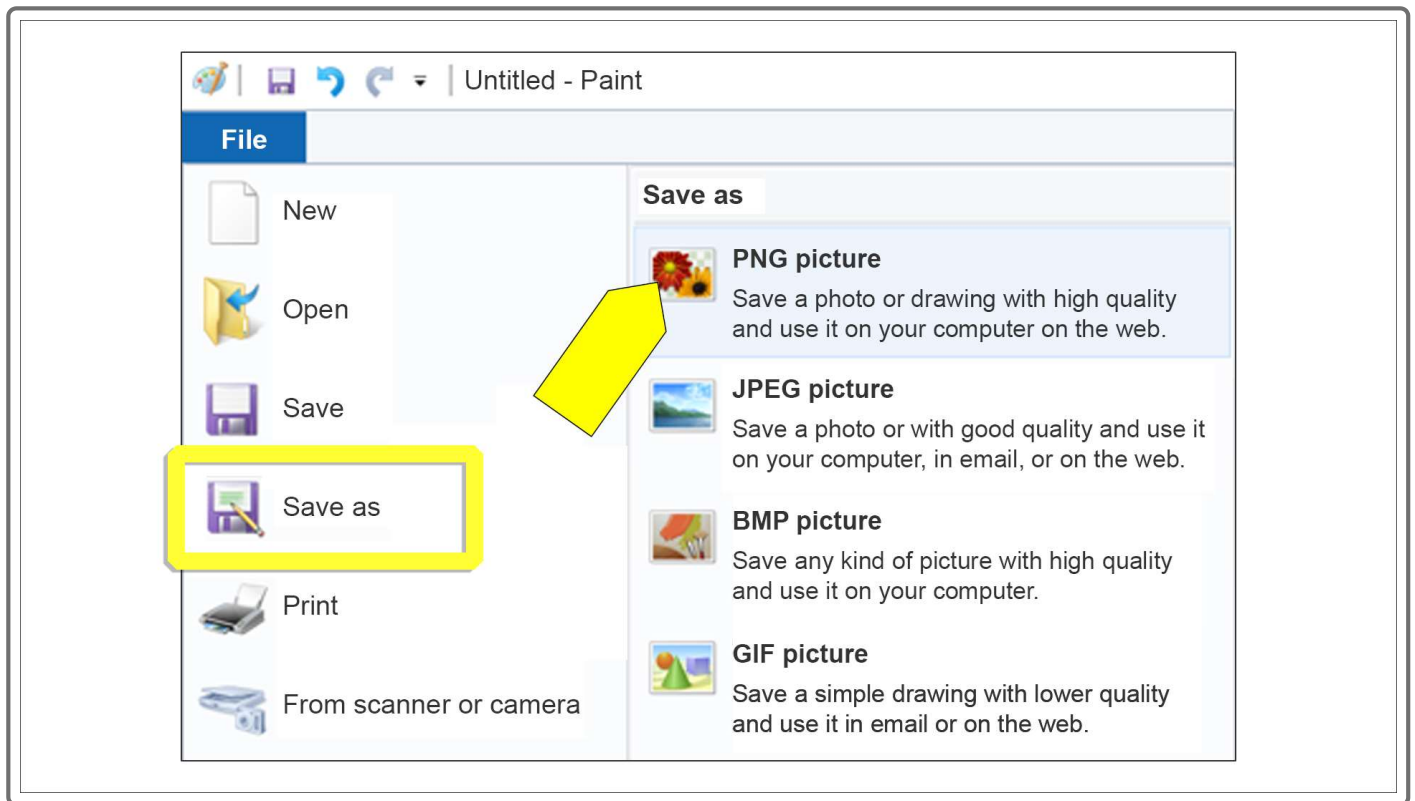 Untitled - Paint
File
New
Open
Save
Save as
Print
From scanner or camera
Save as
PNG picture
Save a photo or drawing with high quality
and use it on your computer on the web.
JPEG picture
Save a photo or with good quality and use it
on your computer, in email, or on the web.
BMP picture
Save any kind of picture with high quality
and use it on your computer.
GIF picture
Save a simple drawing with lower quality
and use it in email or on the web.